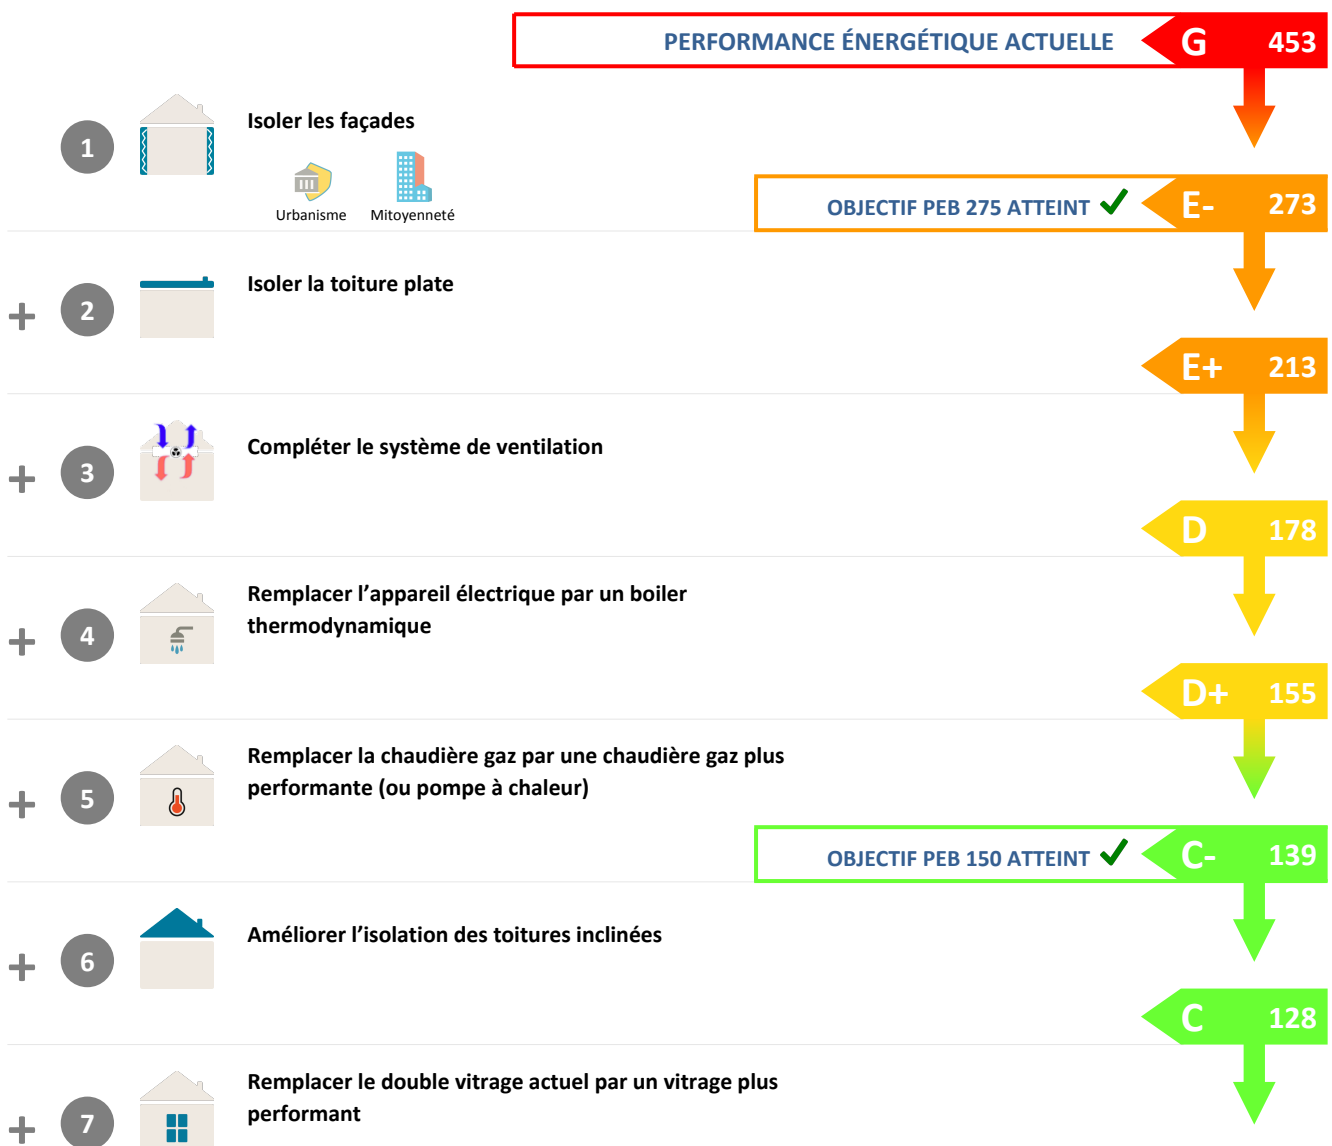 PERFORMANCE ÉNERGÉTIQUE ACTUELLE G 453
1 Isoler les façades
Urbanisme Mitoyenneté
OBJECTIF PEB 275 ATTEINT E- 273
+ 2 Isoler la toiture plate
E+ 213
+ 3 Compléter le système de ventilation
D 178
+ 4 Remplacer l’appareil électrique par un boiler
thermodynamique
D+ 155
+ 5 Remplacer la chaudière gaz par une chaudière gaz plus
performante (ou pompe à chaleur)
OBJECTIF PEB 150 ATTEINT C- 139
+ 6 Améliorer l’isolation des toitures inclinées
C 128
+ 7 Remplacer le double vitrage actuel par un vitrage plus
performant